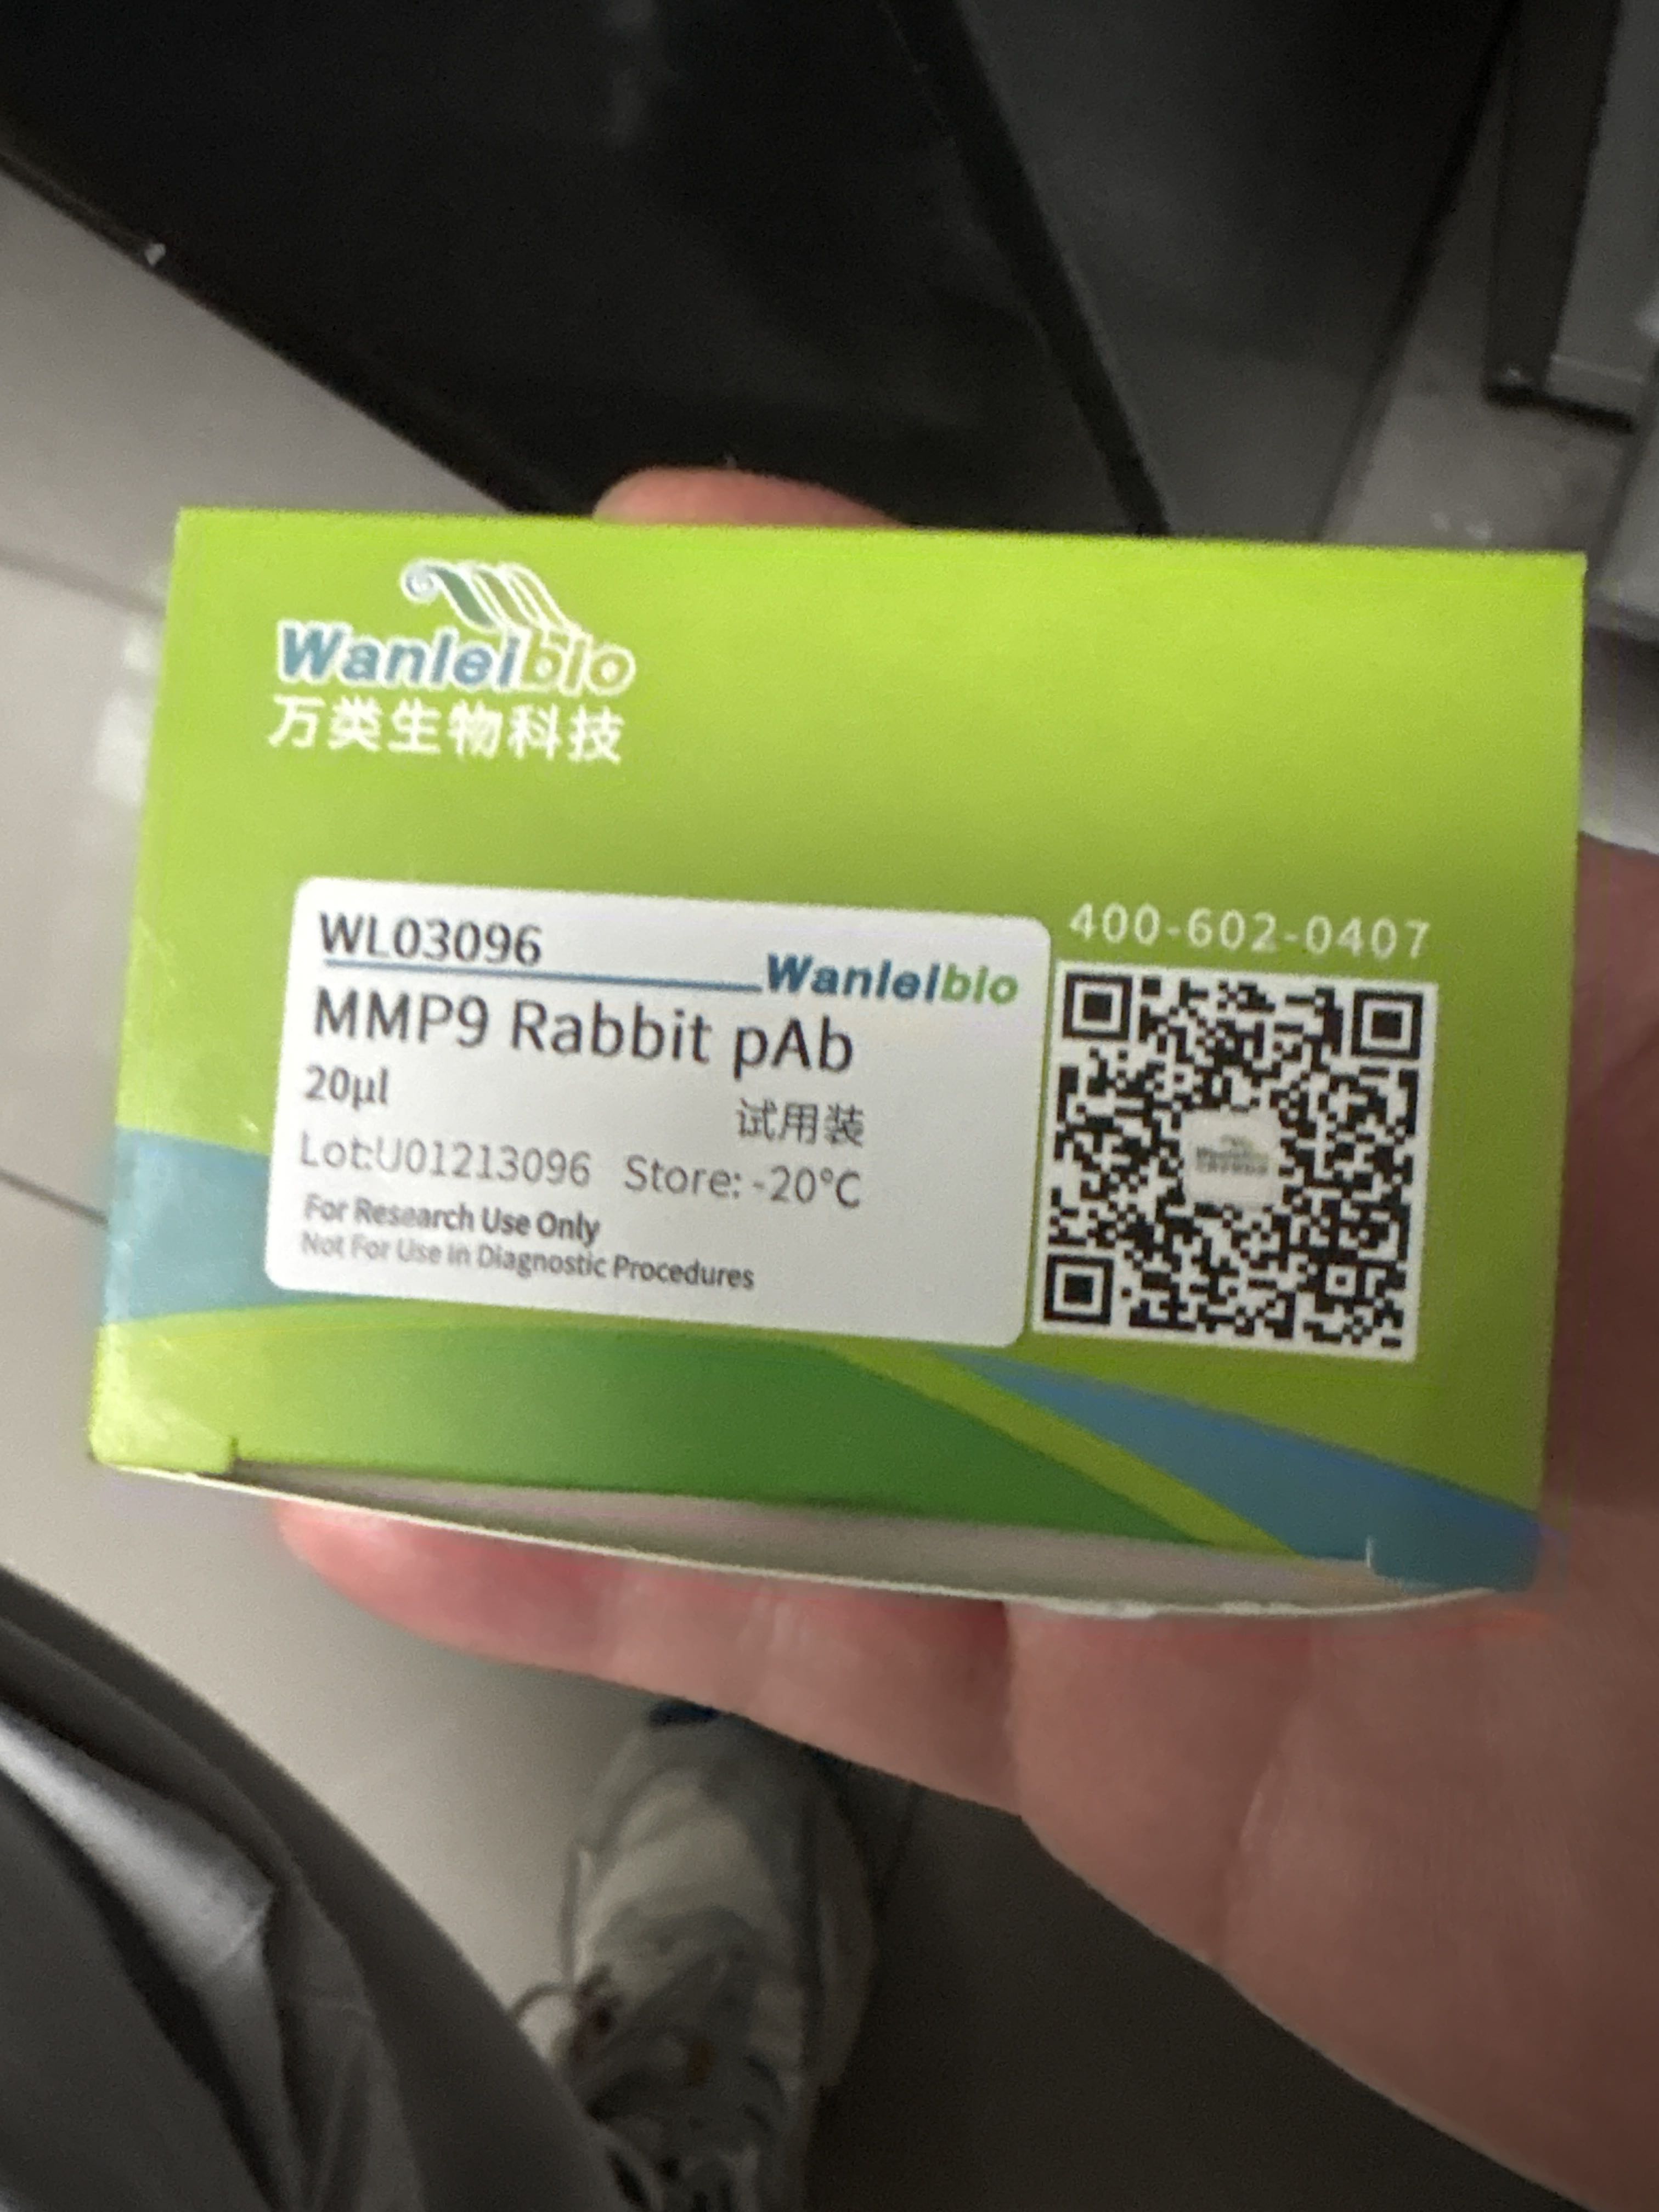 Wanleibio
万类生物科技
WL03096
Wanleibio
MMP9 Rabbit pAb
20μl
试用装
Lot:U01213096 Store: -20°C
For Research Use Only
Not For Use in Diagnostic Procedures
400-602-0407